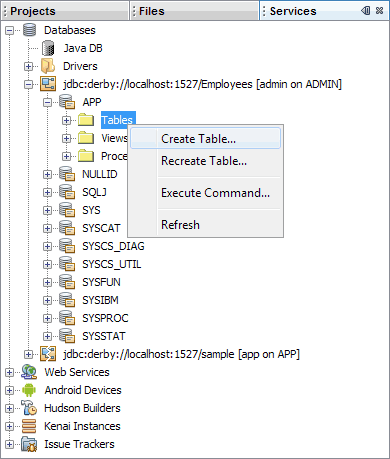 Projects Files Services
Databases
Java DB
Drivers
jdbc:derby://localhost:1527/Employees [admin on ADMIN]
APP
Tables
Views
Proce
Create Table...
Recreate Table...
Execute Command...
Refresh
NULLID
SQLJ
SYS
SYSCAT
SYSCS_DIAG
SYSCS_UTIL
SYSFUN
SYSIBM
SYSPROC
SYSSTAT
jdbc:derby://localhost:1527/sample [app on APP]
Web Services
Android Devices
Hudson Builders
Kenai Instances
Issue Trackers